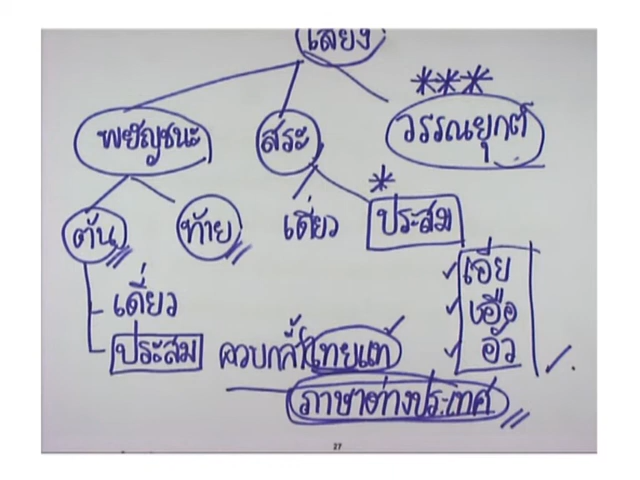 เสียง
พยัญชนะ สระ วรรณยุกต์
ต้น ท้าย เดี่ยว ประสม
เดี่ยว
ประสม ควบกล้ำ ไทยแท้
ภาษาต่างประเทศ
เอีย
เอือ
อัว
27